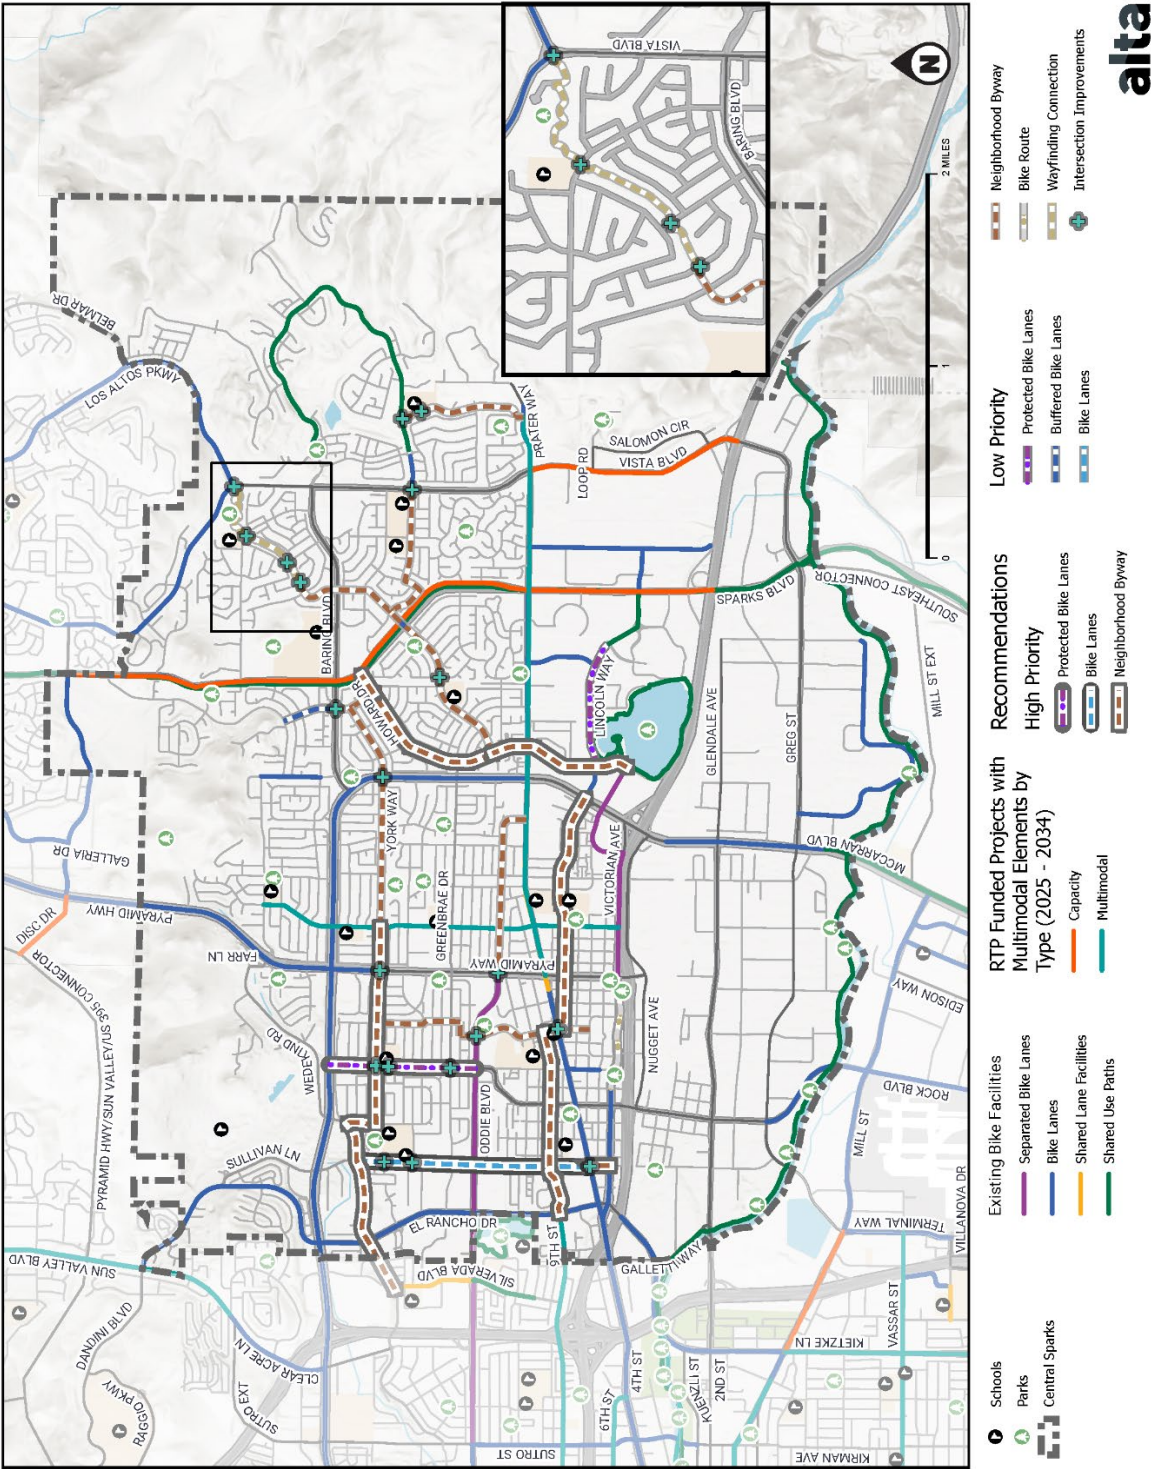 VISTA BLVD
BARING BLVD
N
2 MILES
1
0
BELMAR DR
LOS ALTOS PKWY
PRATER WAY
LOOP RD
SALOMON CIR
VISTA BLVD
BARING BLVD
SPARKS BLVD
SOUTHEAST CONNECTOR
HOWARD DR
LINCOLN WAY
GLENDALE AVE
GREG ST
MILL ST EXT
GALLERIA DR
YORK WAY
MCCARRAN BLVD
DISC DR
PYRAMID HWY
GREENBRAE DR
VICTORIAN AVE
FARR LN
PYRAMID WAY
PYRAMID HWY/SUN VALLEY/US 395 CONNECTOR
EDISON WAY
NUGGET AVE
WEDEKIND RD
ODDIE BLVD
ROCK BLVD
SULLIVAN LN
MILL ST
EL RANCHO DR
9TH ST
TERMINAL WAY
VILLANOVA DR
SUN VALLEY BLVD
GALLETTI WAY
SILVERADA BLVD
DANDINI BLVD
CLEAR ACRE LN
VASSAR ST
KIETZKE LN
4TH ST
KUENZLI ST
2ND ST
RAGGIO PKWY
SUTRO EXT
6TH ST
SUTRO ST
KIRMAN AVE
Schools
Parks
Central Sparks
Existing Bike Facilities
Separated Bike Lanes
Bike Lanes
Shared Lane Facilities
Shared Use Paths
RTP Funded Projects with
Multimodal Elements by
Type (2025 - 2034)
Capacity
Multimodal
Recommendations
High Priority
Protected Bike Lanes
Bike Lanes
Neighborhood Byway
Low Priority
Protected Bike Lanes
Buffered Bike Lanes
Bike Lanes
Neighborhood Byway
Bike Route
Wayfinding Connection
Intersection Improvements
alta